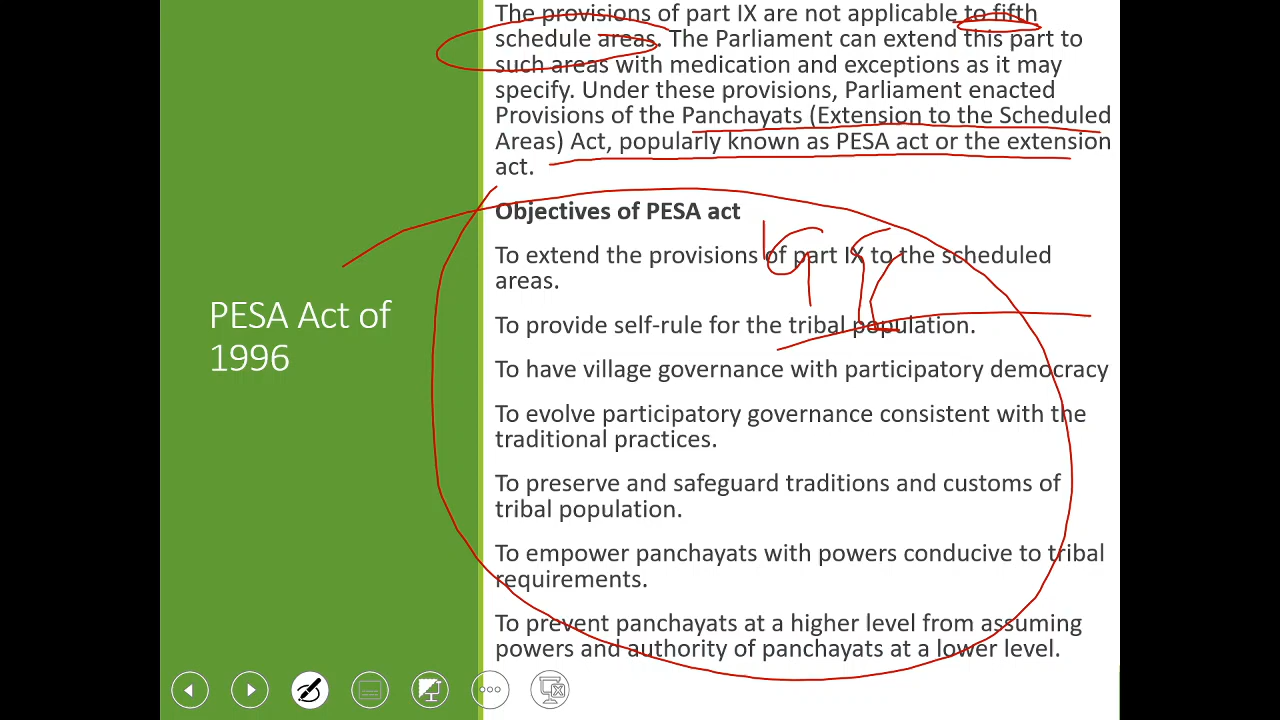 The provisions of part IX are not applicable to fifth
schedule areas. The Parliament can extend this part to
such areas with medication and exceptions as it may
specify. Under these provisions, Parliament enacted
Provisions of the Panchayats (Extension to the Scheduled
Areas) Act, popularly known as PESA act or the extension
act.
Objectives of PESA act
To extend the provisions of part IX to the scheduled
areas.
To provide self-rule for the tribal population.
To have village governance with participatory democracy
To evolve participatory governance consistent with the
traditional practices.
To preserve and safeguard traditions and customs of
tribal population.
To empower panchayats with powers conducive to tribal
requirements.
To prevent panchayats at a higher level from assuming
powers and authority of panchayats at a lower level.
PESA Act of
1996